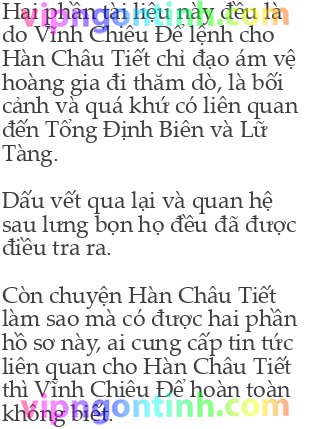 Hai phần tài liệu này đều là
do Vĩnh Chiêu Đế lệnh cho
Hàn Châu Tiết chỉ đạo ám vệ
hoàng gia đi thăm dò, là bối
cảnh và quá khứ có liên quan
đến Tổng Định Biên và Lữ
Tàng.
Dấu vết qua lại và quan hệ
sau lưng bọn họ đều đã được
điều tra ra.
Còn chuyện Hàn Châu Tiết
làm sao mà có được hai phần
hồ sơ này, ai cung cấp tin tức
liên quan cho Hàn Châu Tiết
thì Vĩnh Chiêu Đế hoàn toàn
không biết.
vipngontinh.com
vipngontinh.com